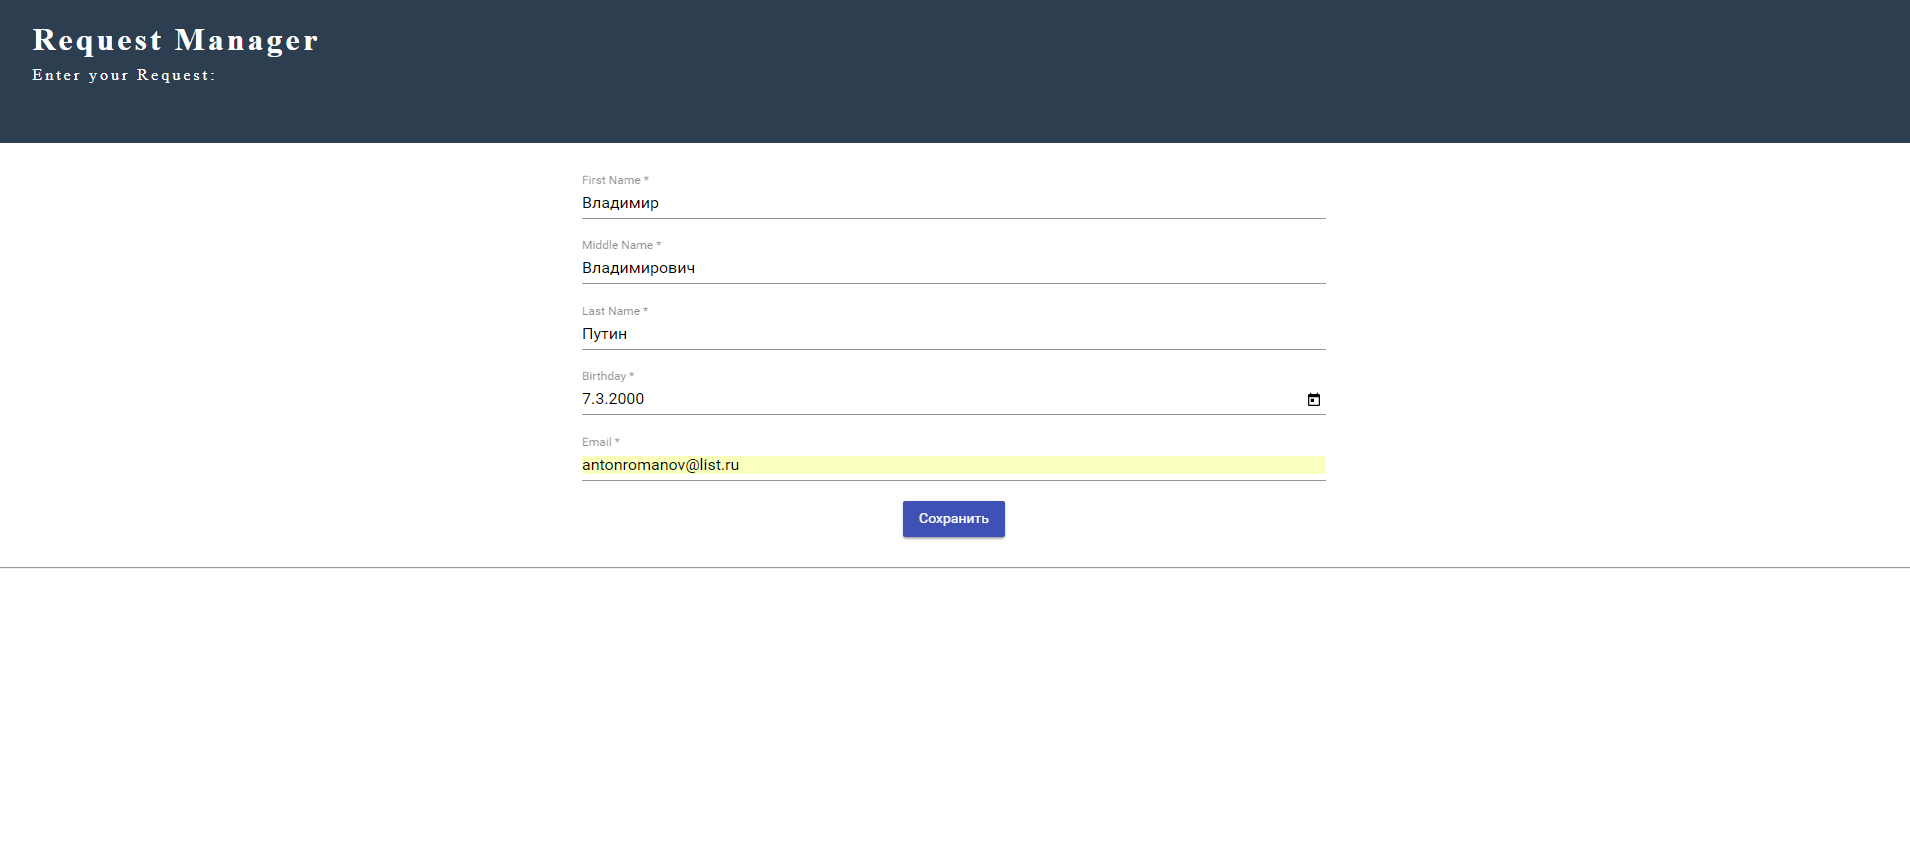 Request Manager
Enter your Request:
First Name *
Владимир
Middle Name *
Владимирович
Last Name *
Путин
Birthday *
7.3.2000
Email *
antonromanov@list.ru
Сохранить